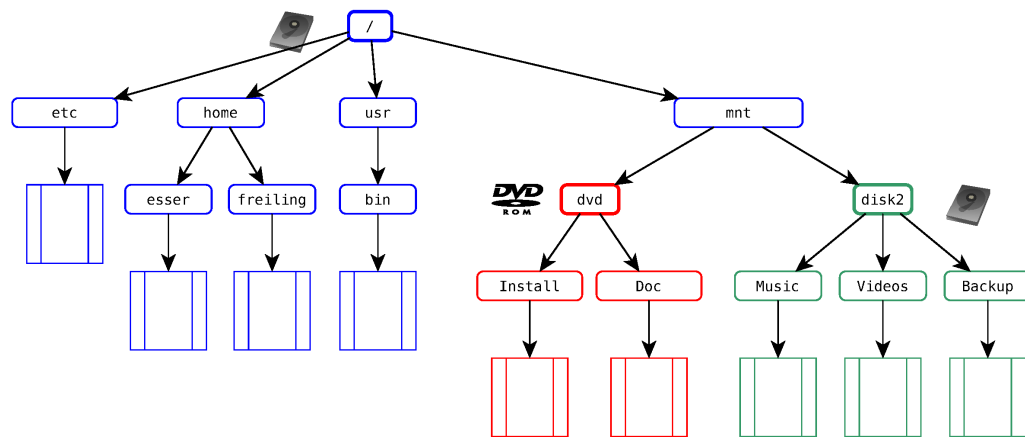 /
etc
home
usr
mnt
esser
freiling
bin
DVD
ROM
dvd
disk2
Install
Doc
Music
Videos
Backup